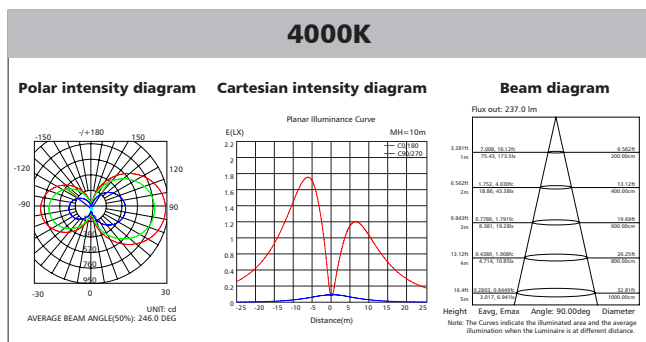 4000K
Polar intensity diagram
Cartesian intensity diagram
Beam diagram
-/+180
-150
150
-120
120
-90
90
380
570
760
950
-30
0
30
UNIT: cd
AVERAGE BEAM ANGLE(50%): 246.0 DEG
Planar Illuminance Curve
E(LX)
MH=10m
C0/180
C90/270
2.2
2
1.8
1.6
1.4
1.2
1
0.8
0.6
0.4
0.2
0
-25 -20 -15 -10 -5 0 5 10 15 20 25
Distance(m)
Flux out: 237.0 lm
3.281ft 7.008, 16.12fc 6.562ft
1m 75.43, 173.5lx 200.00cm
6.562ft 1.752, 4.030fc 13.12ft
2m 18.86, 43.38lx 400.00cm
9.843ft 0.7786, 1.791fc 19.69ft
3m 8.381, 19.28lx 600.00cm
13.12ft 0.4380, 1.008fc 26.25ft
4m 4.714, 10.85lx 800.00cm
16.4ft 0.2803, 0.6449fc 32.81ft
5m 3.017, 6.941lx 1000.00cm
Height Eavg, Emax Angle: 90.00deg Diameter
Note: The Curves indicate the illuminated area and the average
illumination when the Luminaire is at different distance.